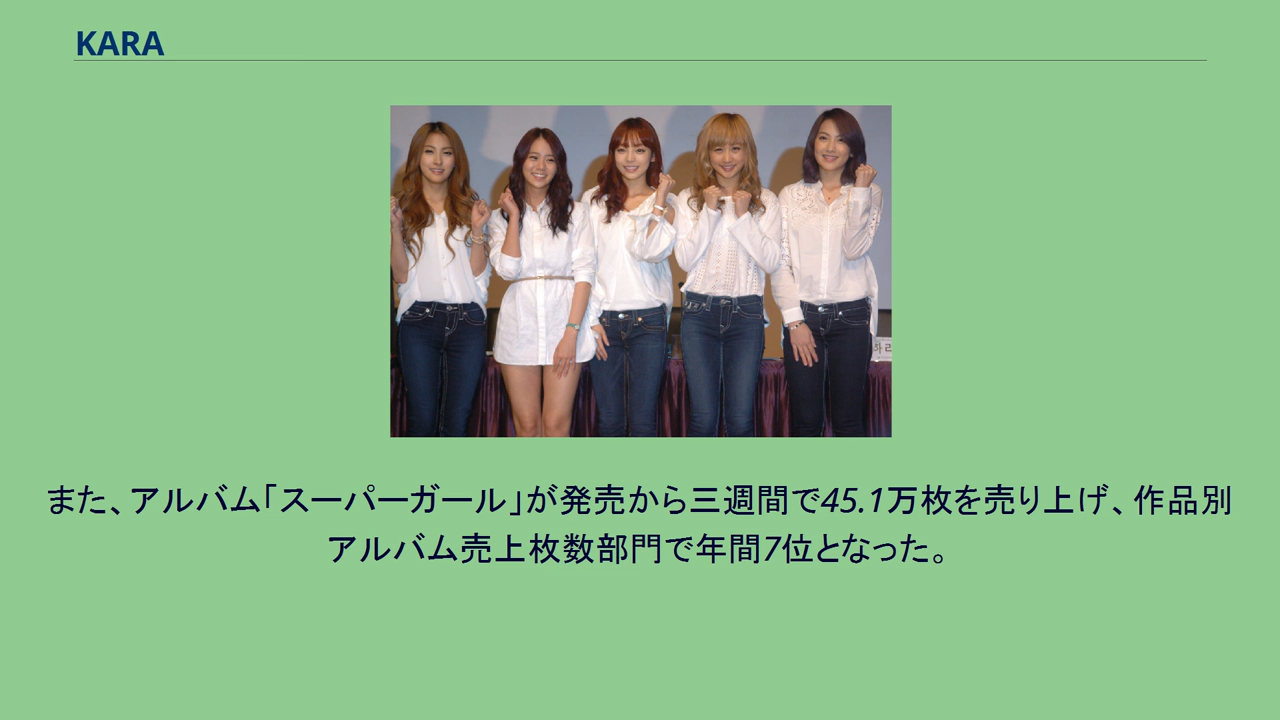 KARA
また、アルバム「スーパーガール」が発売から三週間で45.1万枚を売り上げ、作品別
アルバム売上枚数部門で年間7位となった。